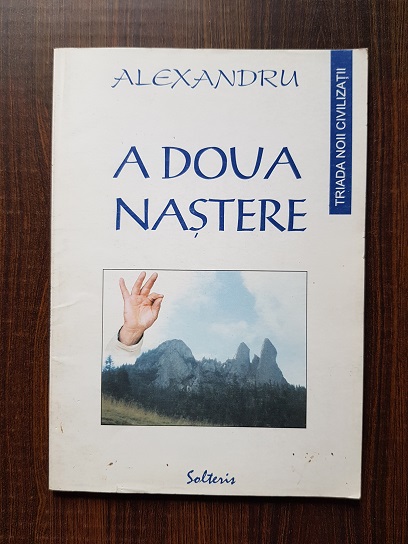 ALEXANDRU
TRIADA NOII CIVILIZAȚII
A DOUA
NAȘTERE
Solteris